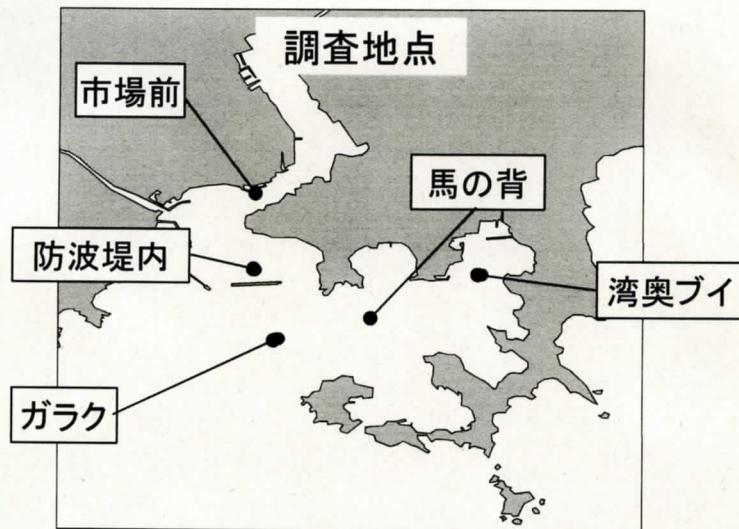 調査地点
市場前
馬の背
防波堤内
湾奥ブイ
ガラク